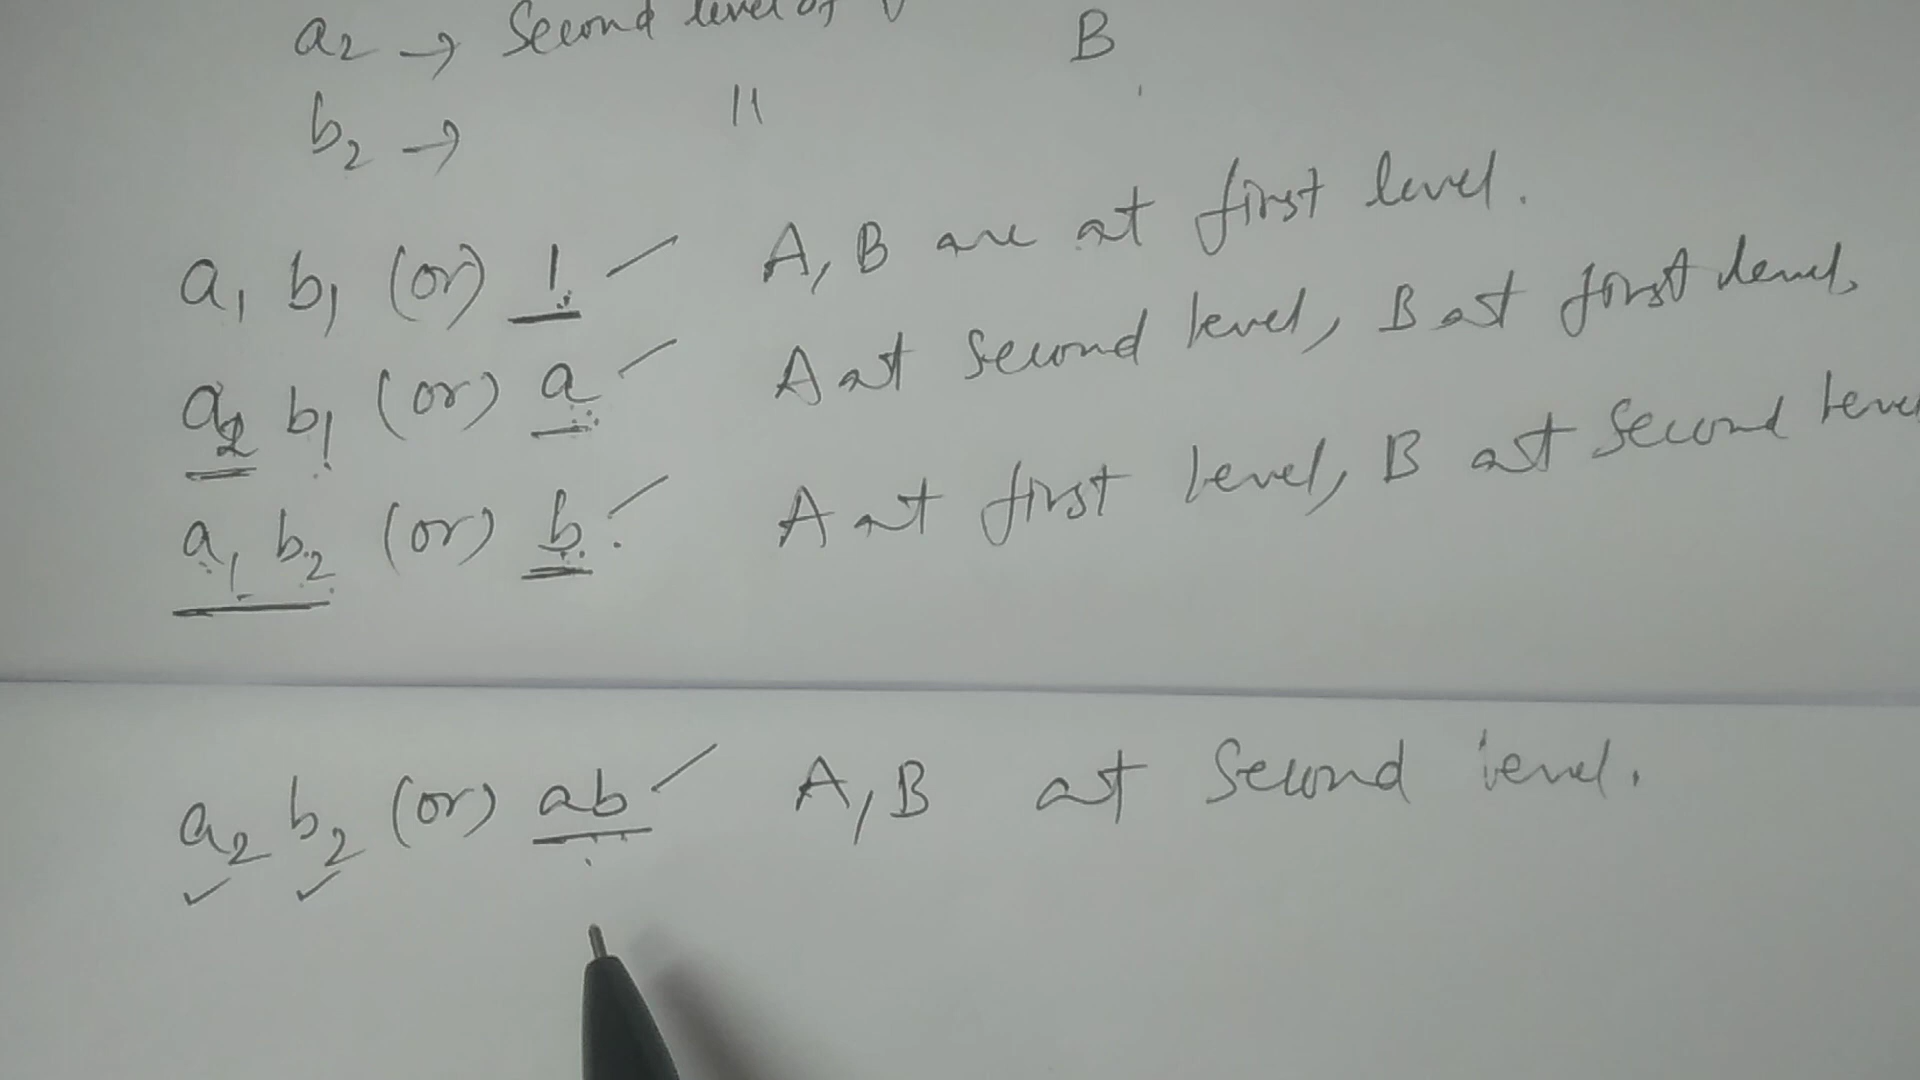 a₂ → Second level of
b₂ → 〃 B
a₁ b₁ (or) 1 A, B are at first level.
a₂ b₁ (or) a A at Second level, B at first level,
a₁ b₂ (or) b A at first level, B at Second leve
a₂ b₂ (or) ab A, B at Second level.